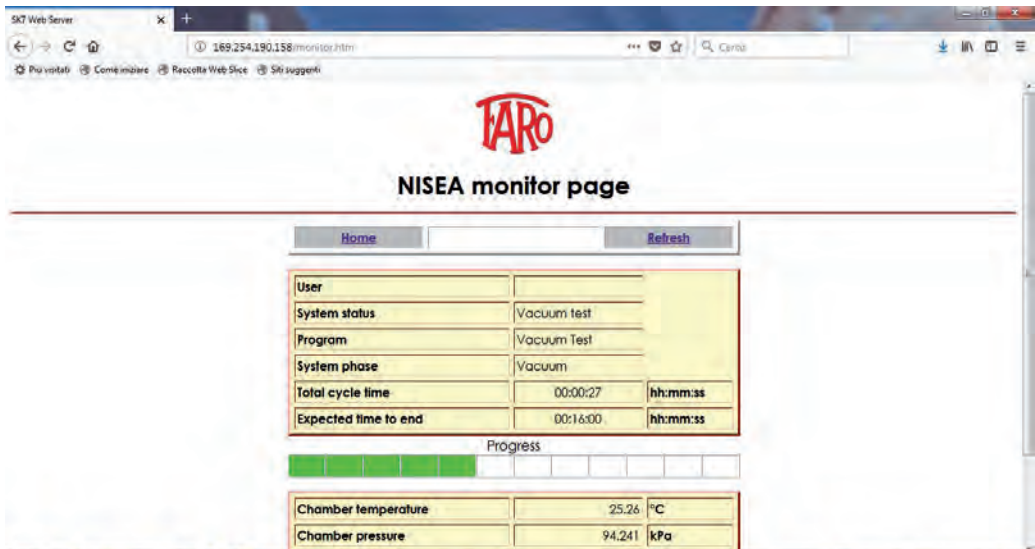 SK7 Web Server
169.254.190.158/monitor.htm
Cerca
Più visitati Come iniziare Raccolta Web Slice Siti suggeriti
FARO
NISEA monitor page
Home Refresh
User
System status Vacuum test
Program Vacuum Test
System phase Vacuum
Total cycle time 00:00:27 hh:mm:ss
Expected time to end 00:16:00 hh:mm:ss
Progress
Chamber temperature 25.26 °C
Chamber pressure 94.241 kPa